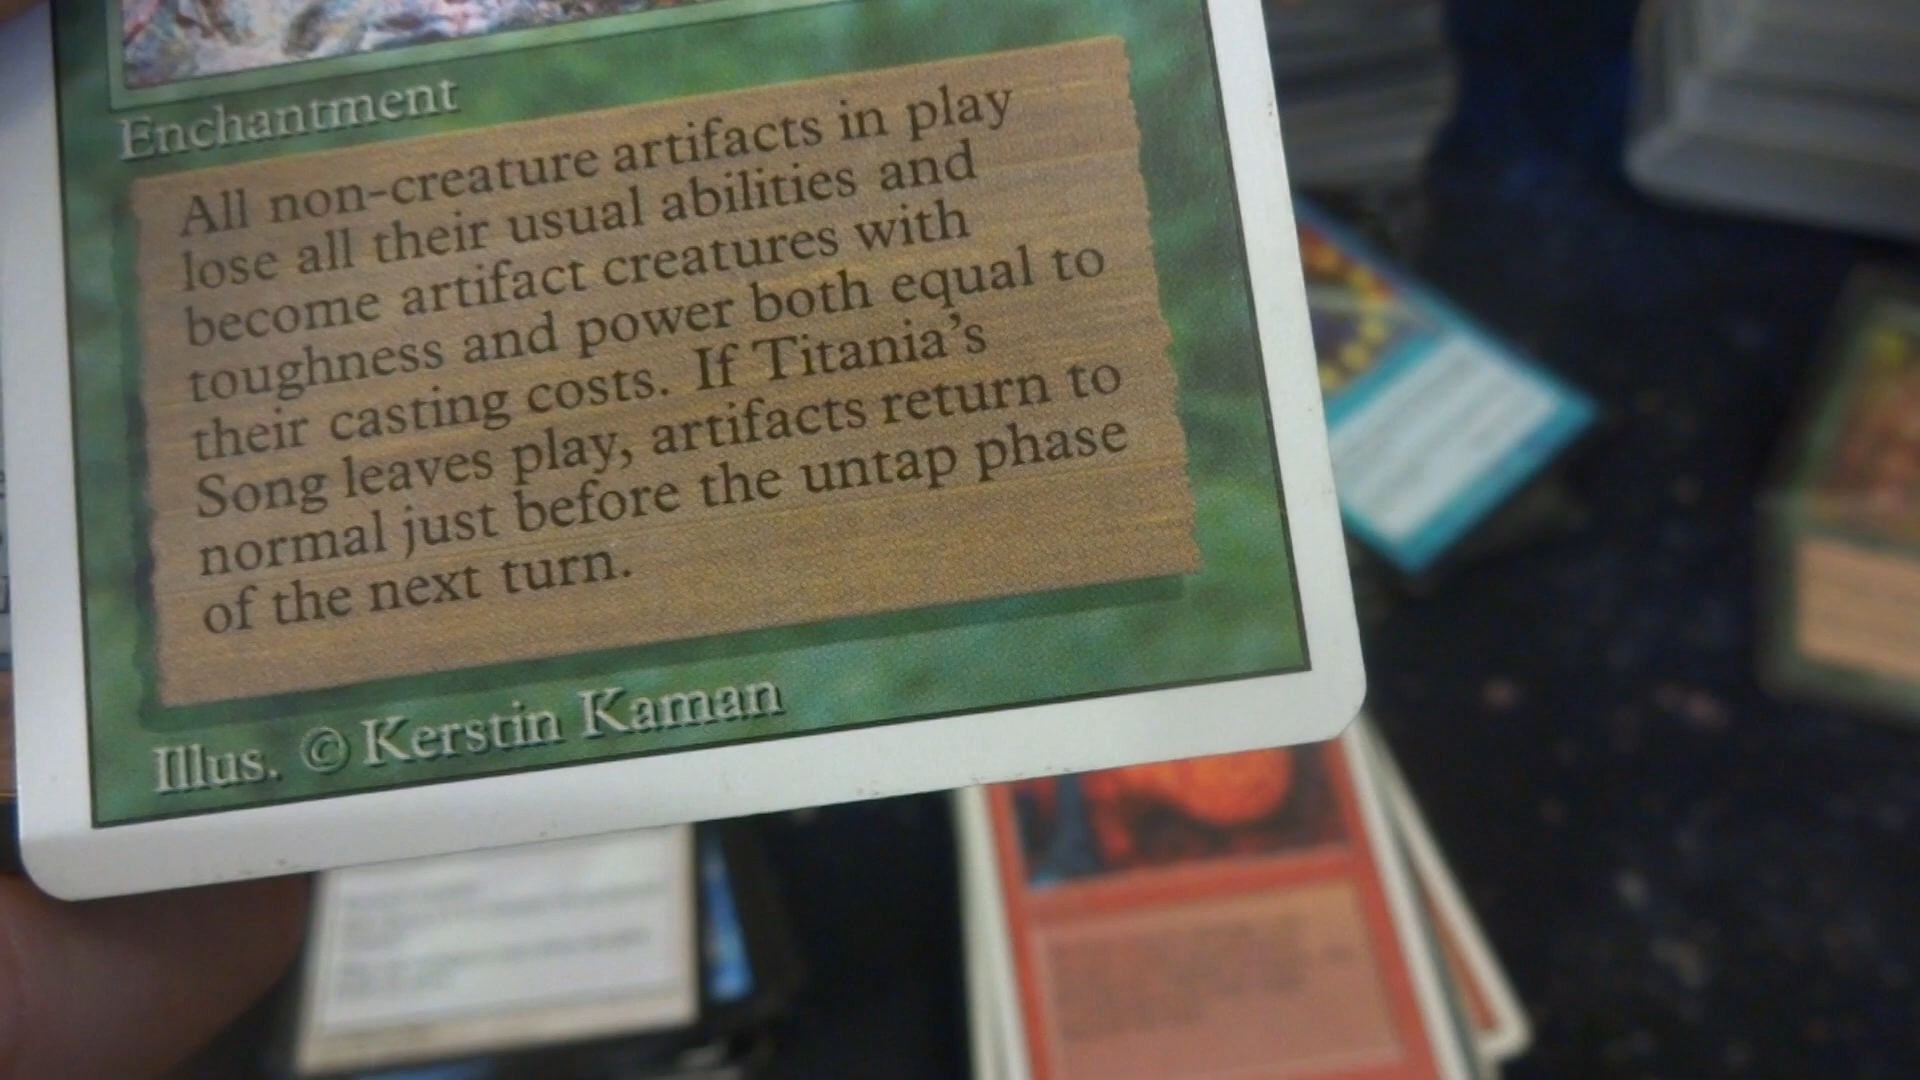 Enchantment
All non-creature artifacts in play
lose all their usual abilities and
become artifact creatures with
toughness and power both equal to
their casting costs. If Titania's
Song leaves play, artifacts return to
normal just before the untap phase
of the next turn.
Illus. © Kerstin Kaman